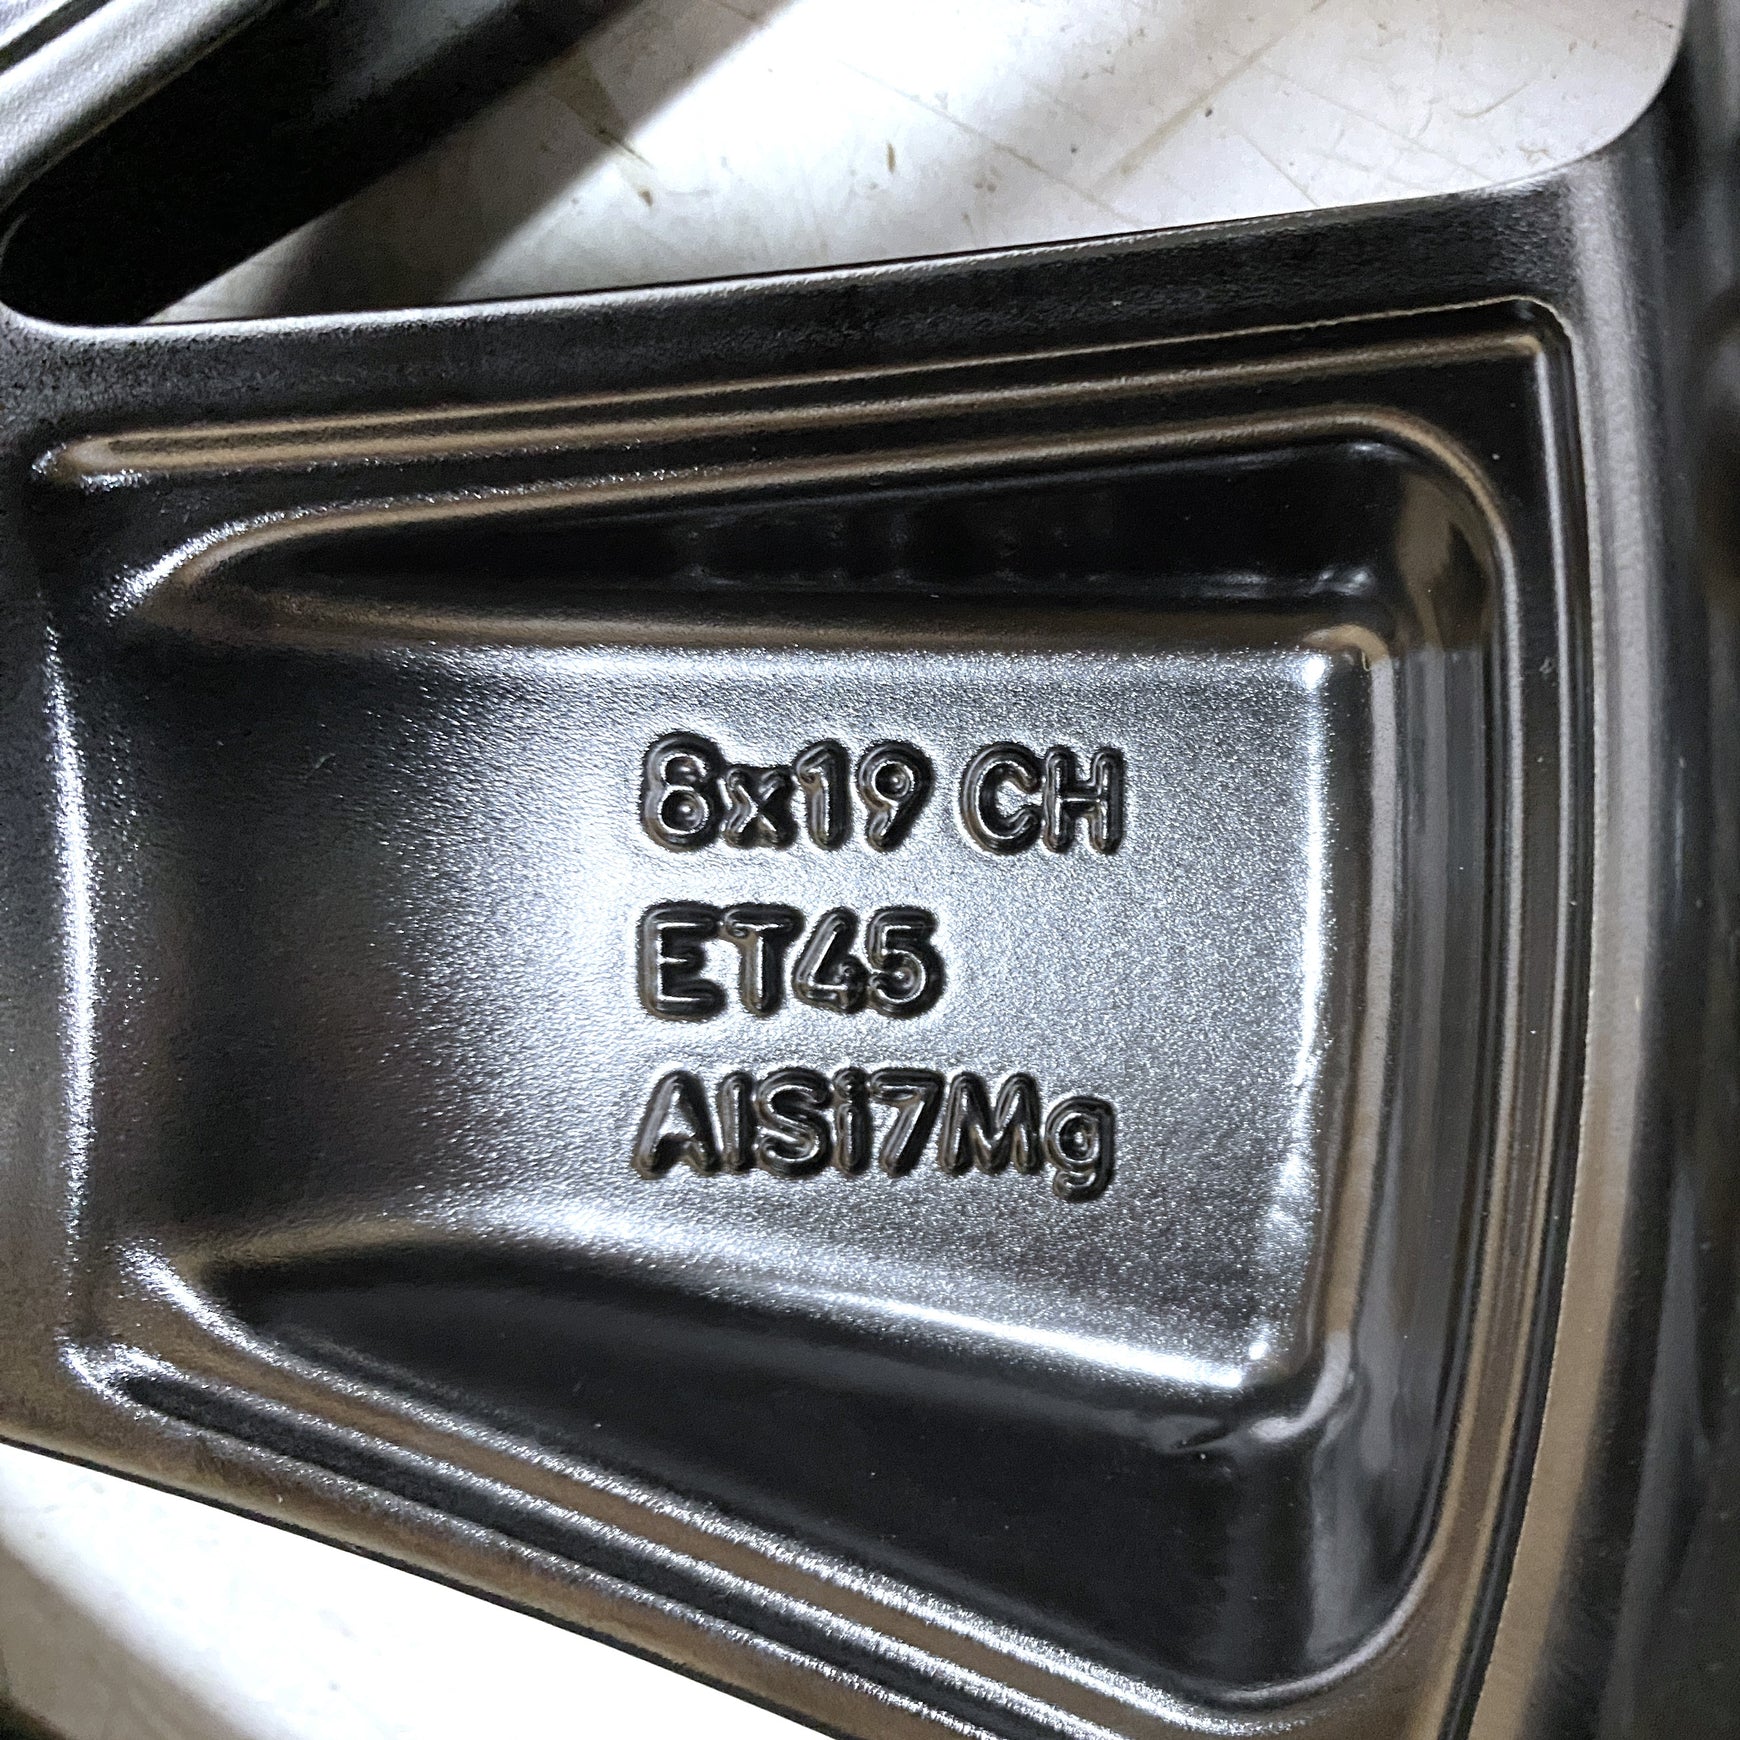 8x19 CH
ET45
AlSi7Mg